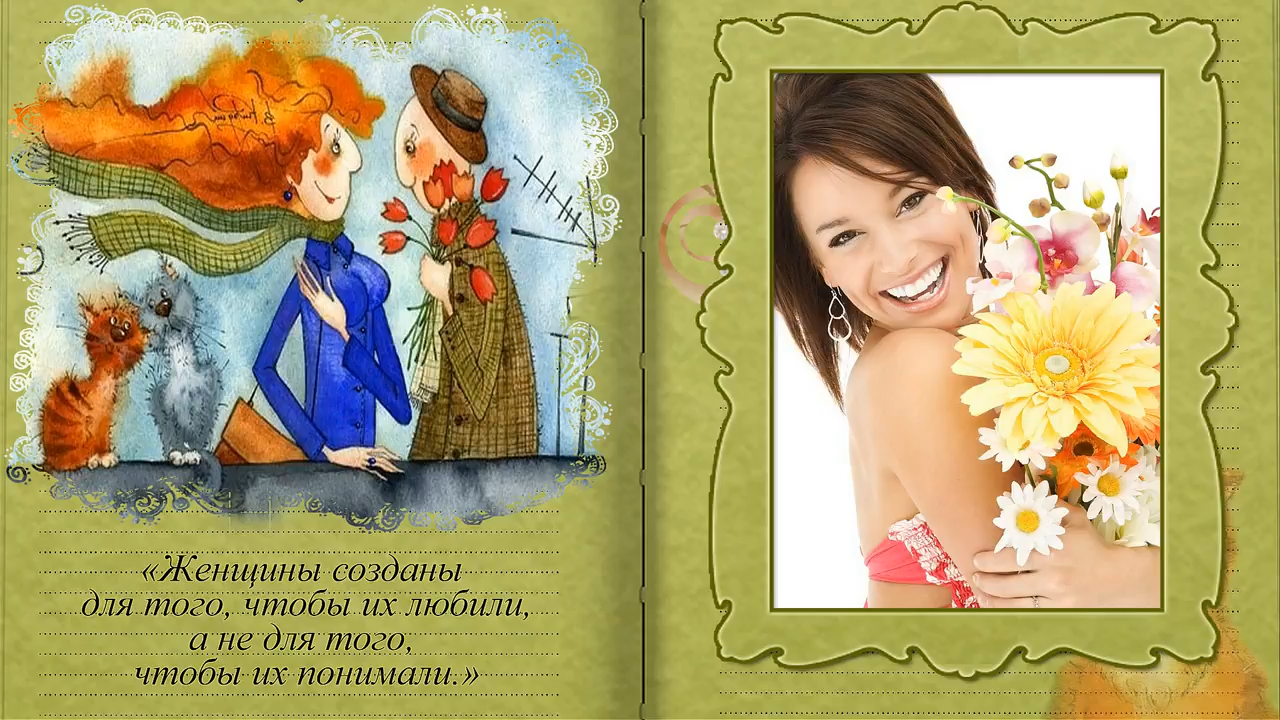 «Женщины созданы
для того, чтобы их любили,
а не для того,
чтобы их понимали.»